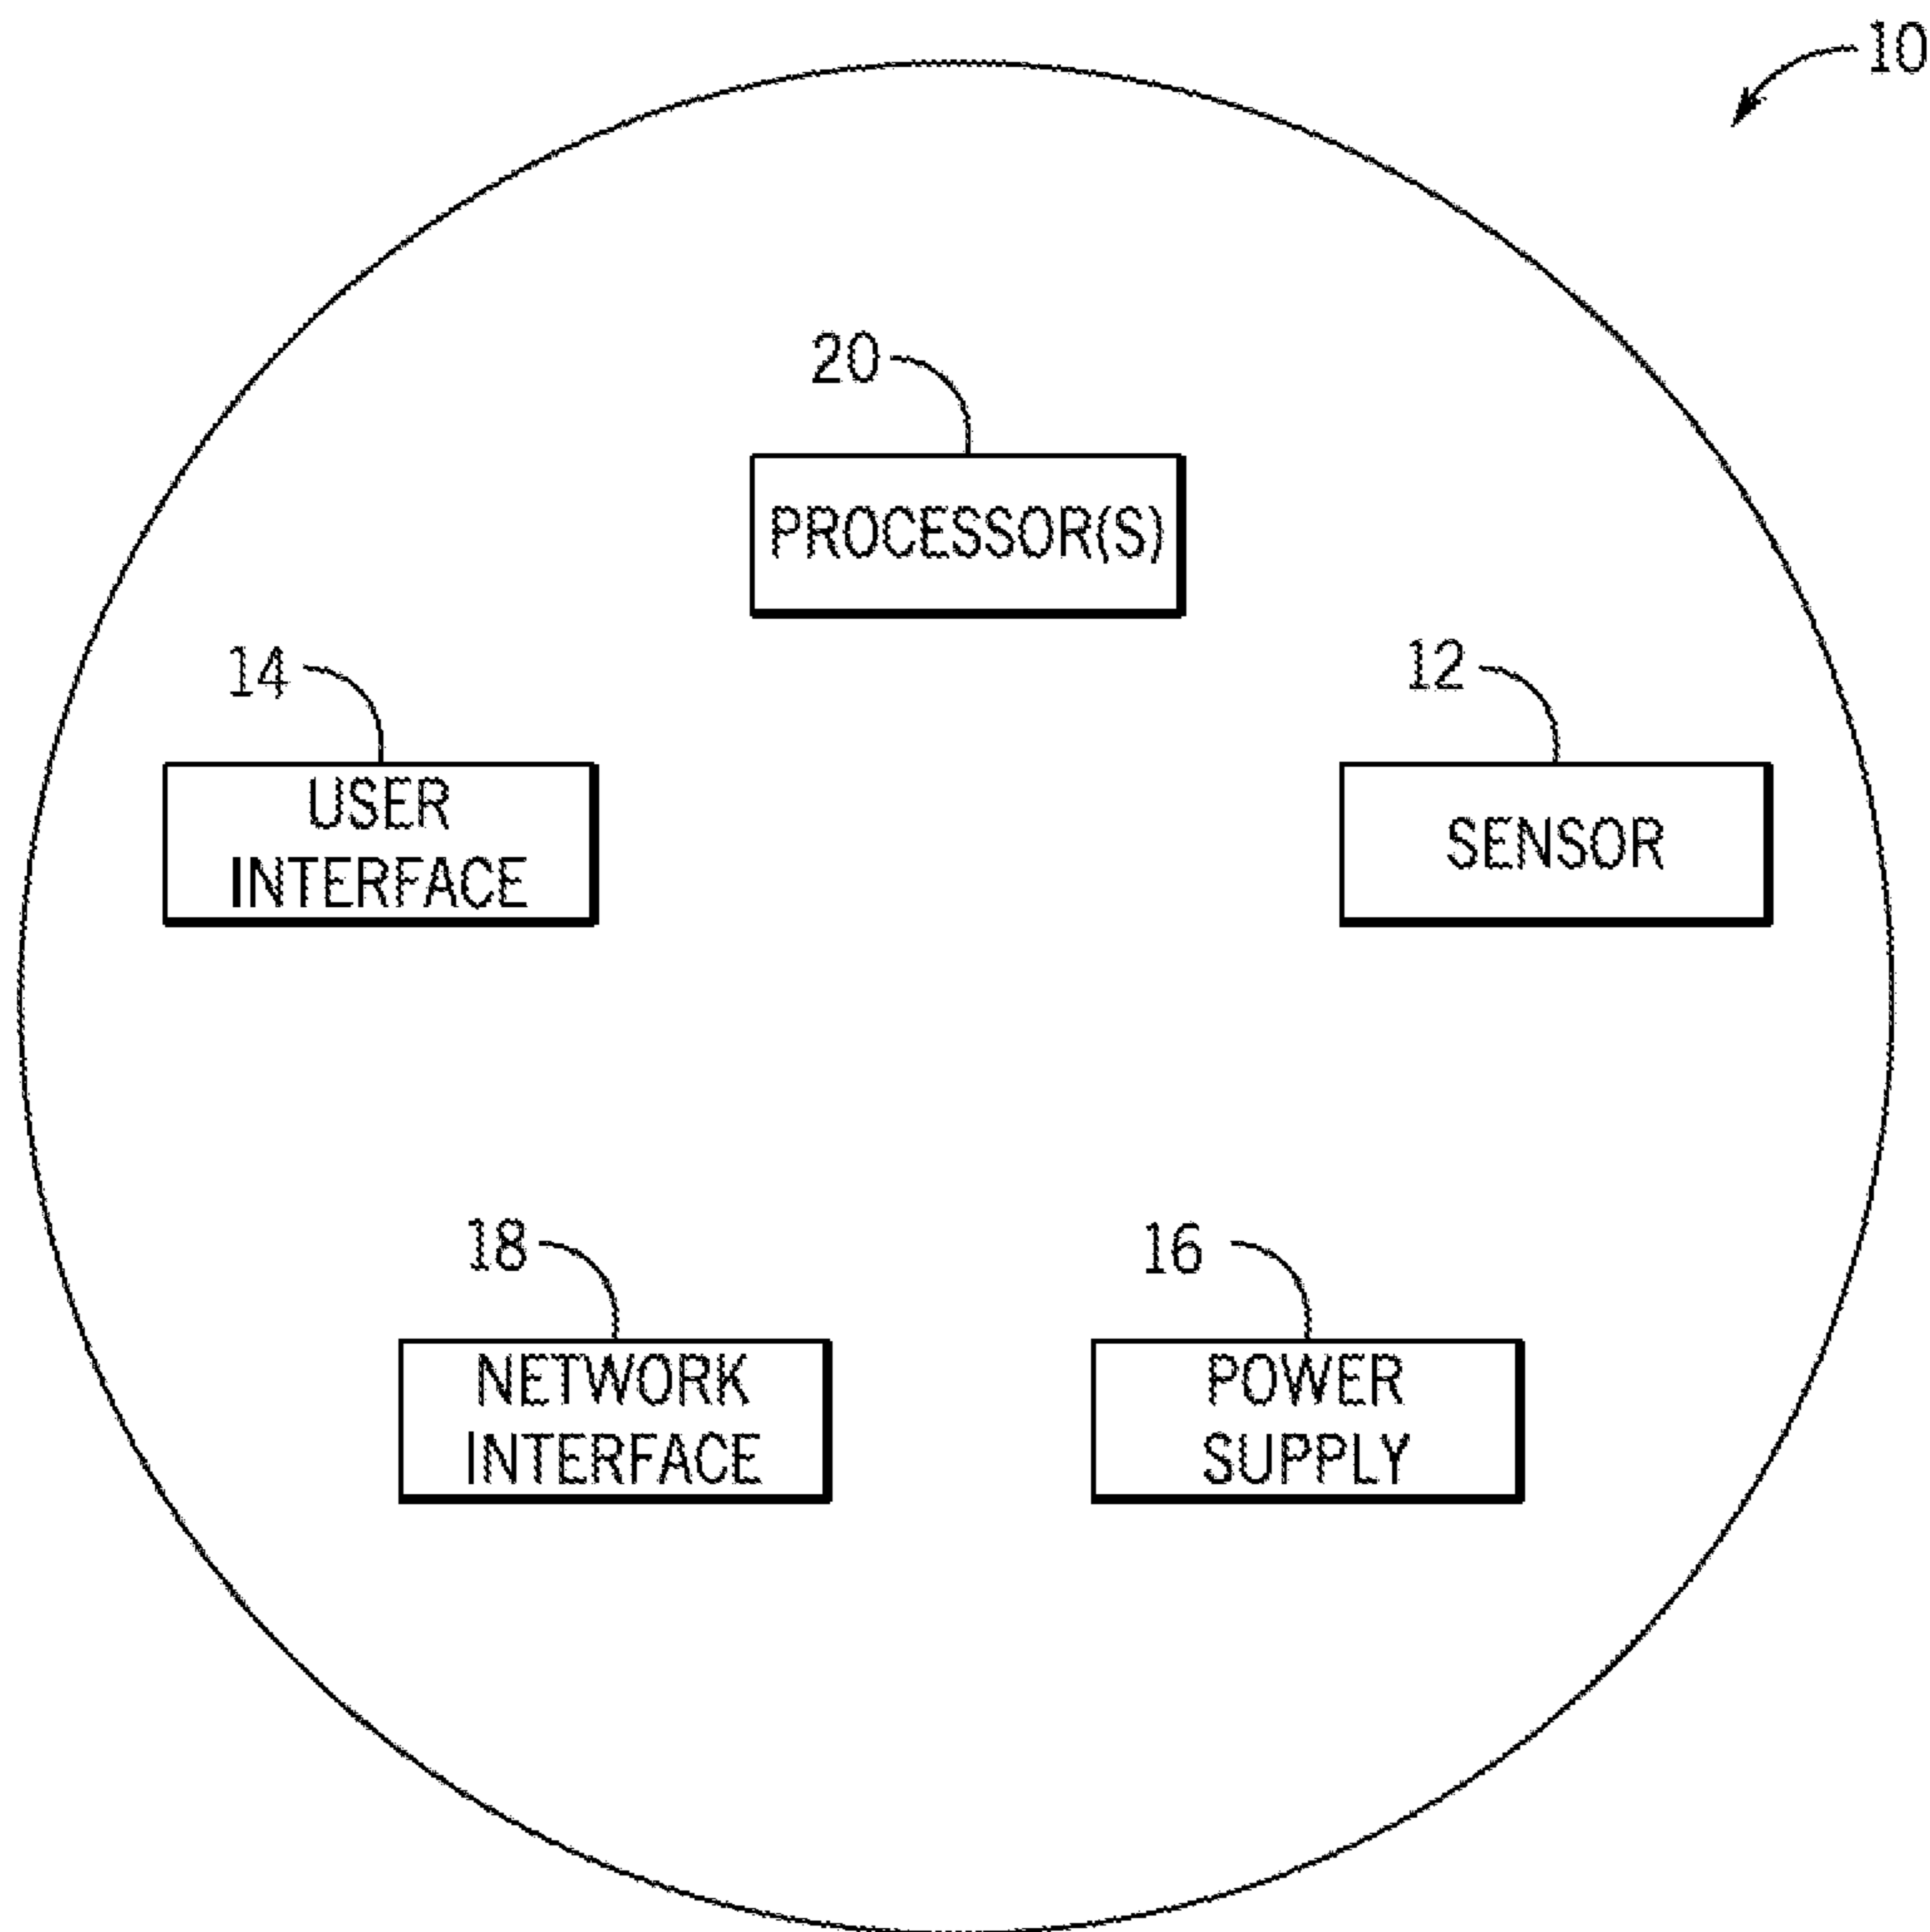 10
20
PROCESSOR(S)
14
USER
INTERFACE
12
SENSOR
18
NETWORK
INTERFACE
16
POWER
SUPPLY